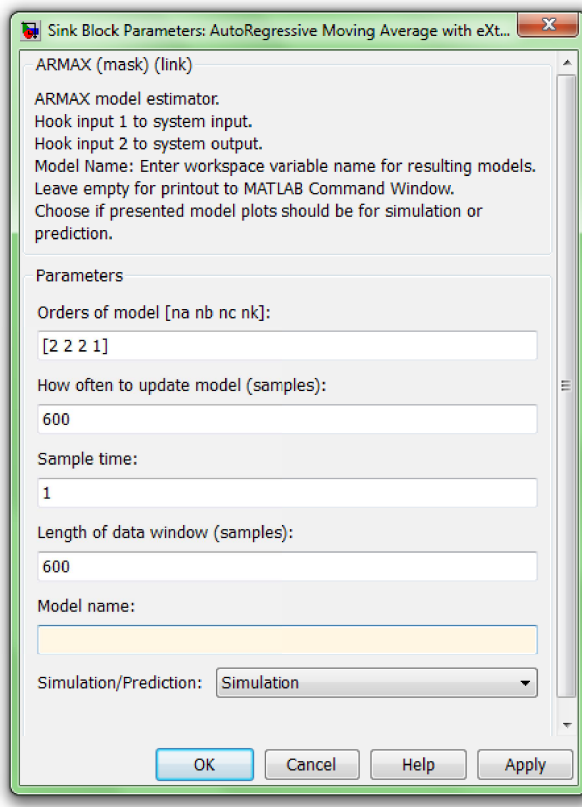 Sink Block Parameters: AutoRegressive Moving Average with eXt...
ARMAX (mask) (link)
ARMAX model estimator.
Hook input 1 to system input.
Hook input 2 to system output.
Model Name: Enter workspace variable name for resulting models.
Leave empty for printout to MATLAB Command Window.
Choose if presented model plots should be for simulation or
prediction.
Parameters
Orders of model [na nb nc nk]:
[2 2 2 1]
How often to update model (samples):
600
Sample time:
1
Length of data window (samples):
600
Model name:
Simulation/Prediction: Simulation
OK Cancel Help Apply